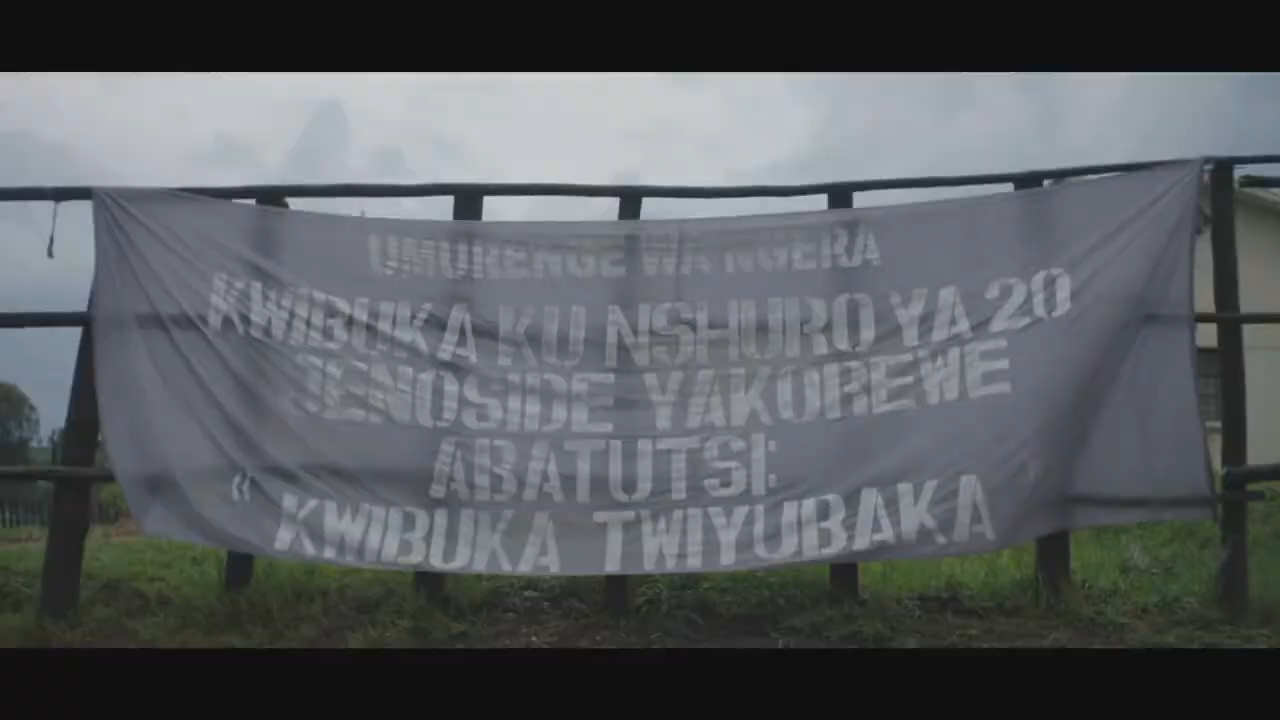 UMURENGE WA NGERA
KWIBUKA KU NSHURO YA 20
JENOSIDE YAKOREWE
ABATUTSI:
« KWIBUKA TWIYUBAKA